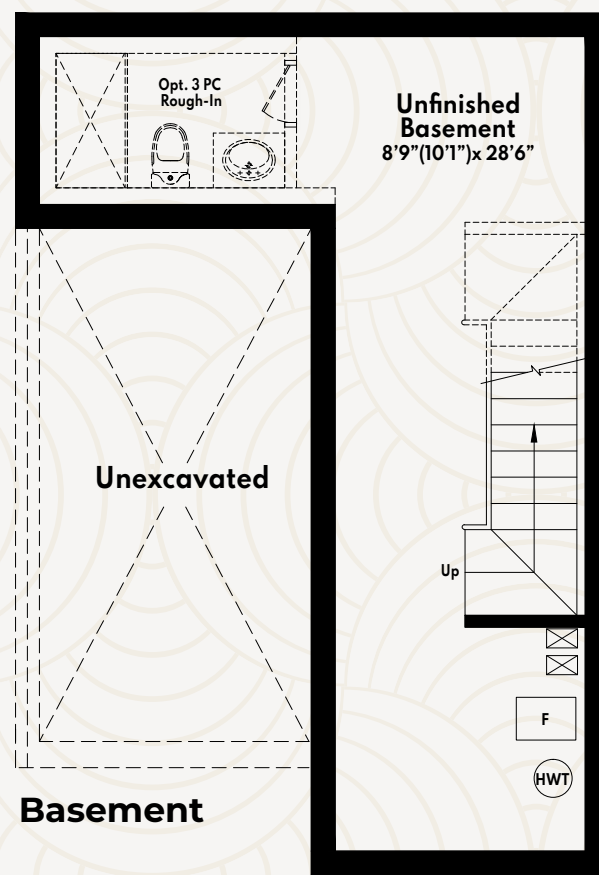 Opt. 3 PC
Rough-In
Unfinished
Basement
8’9”(10’1”)x 28’6”
Unexcavated
Up
F
HWT
Basement